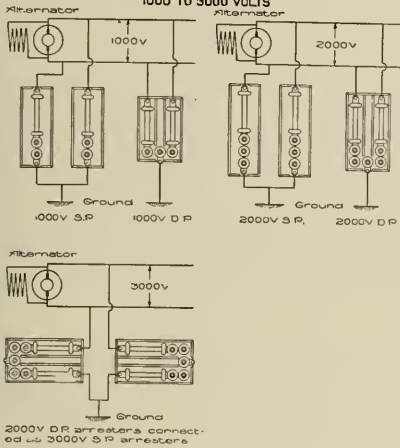 1000 TO 3000 VOLTS
Alternator
1000V
Ground
1000V S.P.
1000V D.P.
Alternator
2000V
Ground
2000V S.P.
2000V D.P.
Alternator
3000V
Ground
2000V D.P. arresters connect-
ed as 3000V S.P. arresters